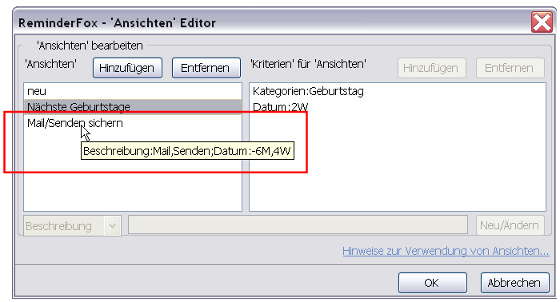 ReminderFox - 'Ansichten' Editor
'Ansichten' bearbeiten
'Ansichten' Hinzufügen Entfernen 'Kriterien' für 'Ansichten' Hinzufügen Entfernen
neu
Nächste Geburtstage
Mail/Senden sichern
Beschreibung:Mail,Senden;Datum:-6M,4W
Kategorien:Geburtstag
Datum:2W
Beschreibung Neu/Ändern
Hinweise zur Verwendung von Ansichten...
OK Abbrechen